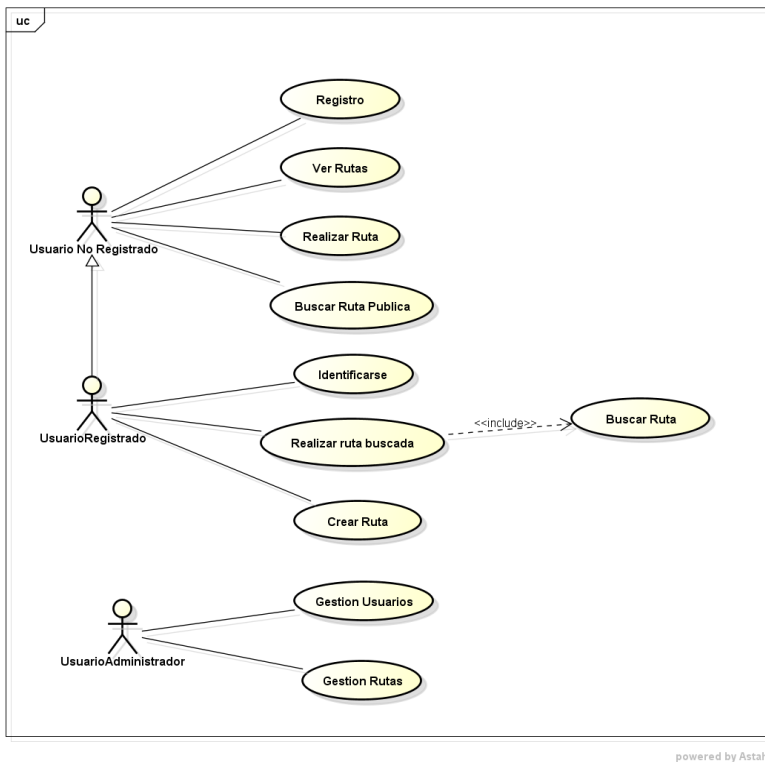 uc
Registro
Ver Rutas
Realizar Ruta
Usuario No Registrado
Buscar Ruta Publica
Identificarse
UsuarioRegistrado
Realizar ruta buscada
<<include>>
Buscar Ruta
Crear Ruta
Gestion Usuarios
UsuarioAdministrador
Gestion Rutas
powered by Astah